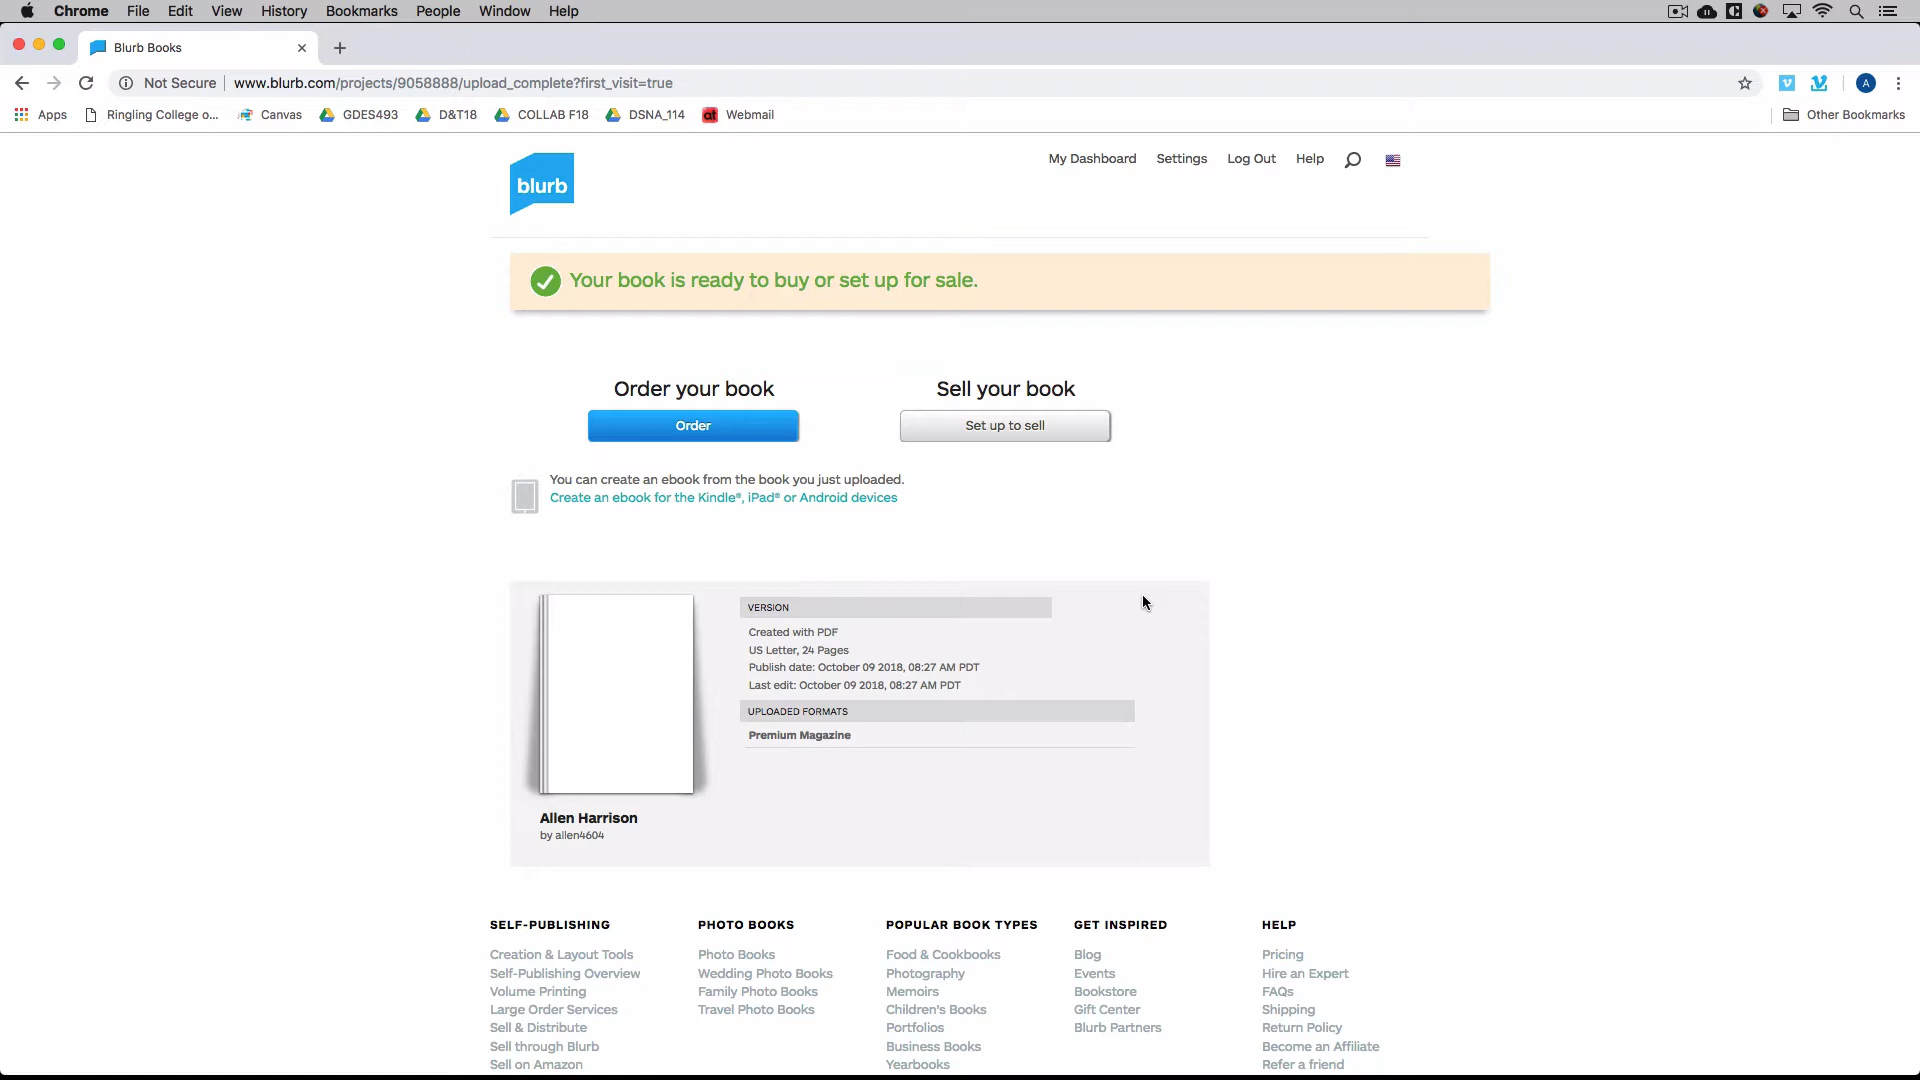 Chrome File Edit View History Bookmarks People Window Help
Blurb Books
Not Secure www.blurb.com/projects/9058888/upload_complete?first_visit=true
A
Apps Ringling College o... Canvas GDES493 D&T18 COLLAB F18 DSNA_114 Webmail Other Bookmarks
blurb
My Dashboard Settings Log Out Help
Your book is ready to buy or set up for sale.
Order your book Sell your book
Order Set up to sell
You can create an ebook from the book you just uploaded.
Create an ebook for the Kindle®, iPad® or Android devices
VERSION
Created with PDF
US Letter, 24 Pages
Publish date: October 09 2018, 08:27 AM PDT
Last edit: October 09 2018, 08:27 AM PDT
UPLOADED FORMATS
Premium Magazine
Allen Harrison
by allen4604
SELF-PUBLISHING PHOTO BOOKS POPULAR BOOK TYPES GET INSPIRED HELP
Creation & Layout Tools Photo Books Food & Cookbooks Blog Pricing
Self-Publishing Overview Wedding Photo Books Photography Events Hire an Expert
Volume Printing Family Photo Books Memoirs Bookstore FAQs
Large Order Services Travel Photo Books Children's Books Gift Center Shipping
Sell & Distribute Portfolios Blurb Partners Return Policy
Sell through Blurb Business Books Become an Affiliate
Sell on Amazon Yearbooks Refer a friend